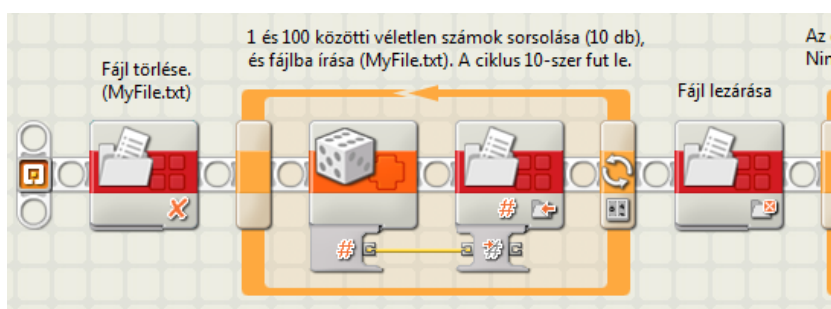 1 és 100 közötti véletlen számok sorsolása (10 db),
és fájlba írása (MyFile.txt). A ciklus 10-szer fut le.
Fájl törlése.
(MyFile.txt)
Fájl lezárása
Az
#
#
#